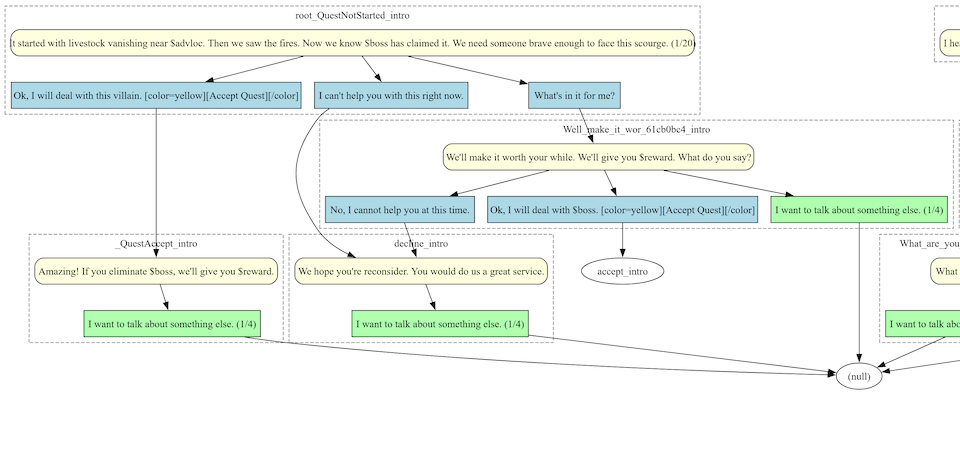 root_QuestNotStarted_intro
It started with livestock vanishing near $advloc. Then we saw the fires. Now we know $boss has claimed it. We need someone brave enough to face this scourge. (1/20)
I he
Ok, I will deal with this villain. [color=yellow][Accept Quest][/color]
I can't help you with this right now.
What's in it for me?
Well_make_it_wor_61cb0bc4_intro
We'll make it worth your while. We'll give you $reward. What do you say?
No, I cannot help you at this time.
Ok, I will deal with $boss. [color=yellow][Accept Quest][/color]
I want to talk about something else. (1/4)
_QuestAccept_intro
decline_intro
What_are_you
Amazing! If you eliminate $boss, we'll give you $reward.
We hope you're reconsider. You would do us a great service.
accept_intro
What
I want to talk about something else. (1/4)
I want to talk about something else. (1/4)
I want to talk abo
(null)